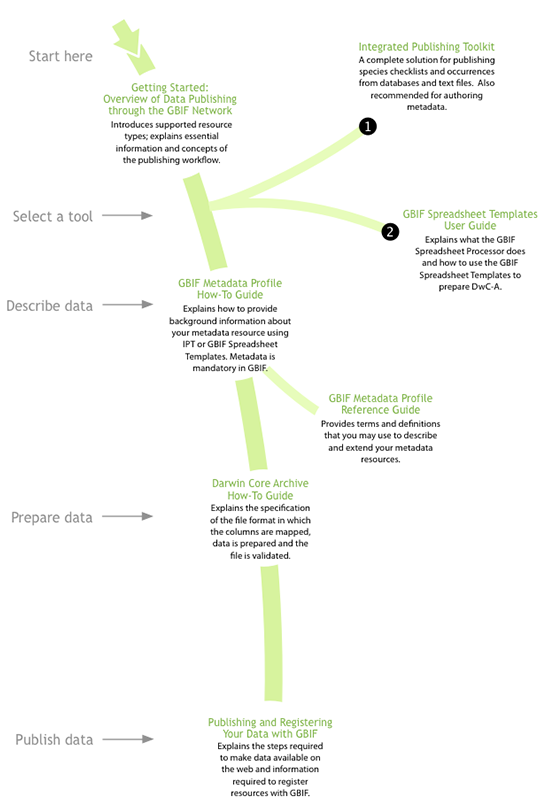 Start here
Getting Started:
Overview of Data Publishing
through the GBIF Network
Introduces supported resource
types; explains essential
information and concepts of
the publishing workflow.
Integrated Publishing Toolkit
A complete solution for publishing
species checklists and occurrences
from databases and text files. Also
recommended for authoring
metadata.
1
Select a tool
2
GBIF Spreadsheet Templates
User Guide
Explains what the GBIF
Spreadsheet Processor does
and how to use the GBIF
Spreadsheet Templates to
prepare DwC-A.
Describe data
GBIF Metadata Profile
How-To Guide
Explains how to provide
background information about
your metadata resource using
IPT or GBIF Spreadsheet
Templates. Metadata is
mandatory in GBIF.
GBIF Metadata Profile
Reference Guide
Provides terms and definitions
that you may use to describe
and extend your metadata
resources.
Prepare data
Darwin Core Archive
How-To Guide
Explains the specification
of the file format in which
the columns are mapped,
data is prepared and the
file is validated.
Publish data
Publishing and Registering
Your Data with GBIF
Explains the steps required
to make data available on
the web and information
required to register
resources with GBIF.